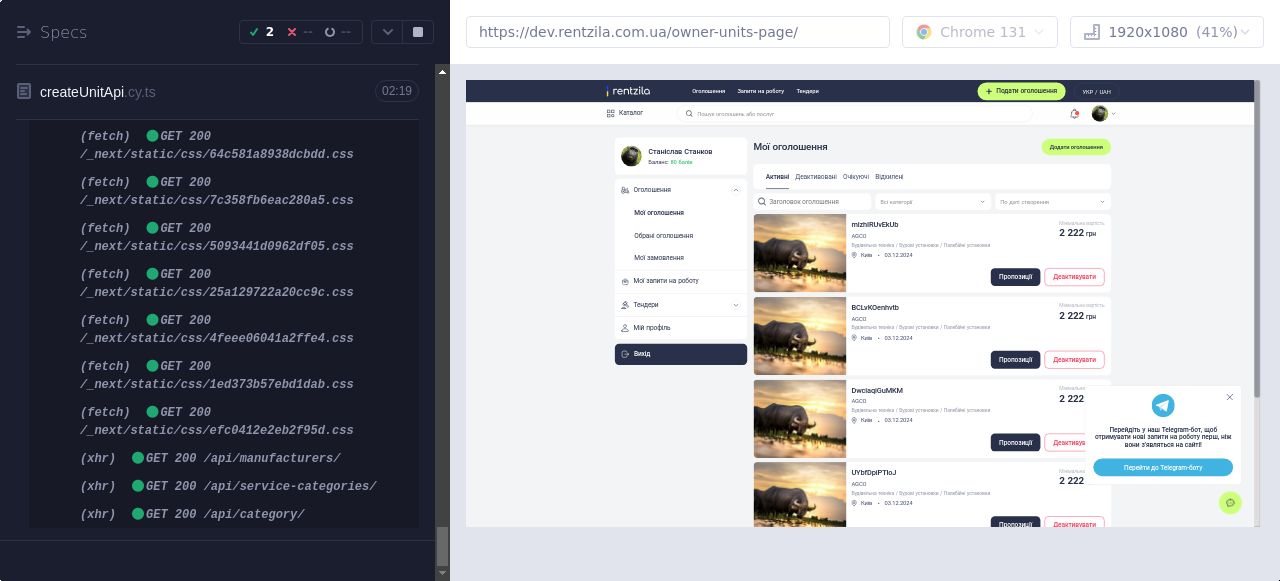 Specs
2
--
--
createUnitApi.cy.ts
02:19
(fetch) GET 200
/_next/static/css/64c581a8938dcbdd.css
(fetch) GET 200
/_next/static/css/7c358fb6eac280a5.css
(fetch) GET 200
/_next/static/css/5093441d0962df05.css
(fetch) GET 200
/_next/static/css/25a129722a20cc9c.css
(fetch) GET 200
/_next/static/css/4feee06041a2ffe4.css
(fetch) GET 200
/_next/static/css/1ed373b57ebd1dab.css
(fetch) GET 200
/_next/static/css/efc0412e2eb2f95d.css
(xhr) GET 200 /api/manufacturers/
(xhr) GET 200 /api/service-categories/
(xhr) GET 200 /api/category/
https://dev.rentzila.com.ua/owner-units-page/
Chrome 131
1920x1080 (41%)
rentzila
Оголошення Запити на роботу Тендери
Подати оголошення
УКР / UAH
Каталог
Пошук оголошень або послуг
Станіслав Станков
Баланс: 80 балів
Оголошення
Мої оголошення
Обрані оголошення
Мої замовлення
Мої запити на роботу
Тендери
Мій профіль
Вихід
Мої оголошення
Додати оголошення
Активні Деактивовані Очікуючі Відхилені
Заголовок оголошення
Всі категорії
По даті створення
mizhIRUvEkUb
AGCO
Будівельна техніка / Бурові установки / Палебійні установки
Київ • 03.12.2024
Мінімальна вартість
2 222 грн
Пропозиції
Деактивувати
BCLvKOenhvtb
AGCO
Будівельна техніка / Бурові установки / Палебійні установки
Київ • 03.12.2024
Мінімальна вартість
2 222 грн
Пропозиції
Деактивувати
DwciaqiGuMKM
AGCO
Будівельна техніка / Бурові установки / Палебійні установки
Київ • 03.12.2024
2 222
Пропозиції
UYbfDpiPTIoJ
AGCO
Будівельна техніка / Бурові установки / Палебійні установки
Київ • 03.12.2024
2 222
Пропозиції
Перейдіть у наш Telegram-бот, щоб
отримувати нові запити на роботу перш, ніж
вони з'являться на сайті!
Перейти до Telegram-боту